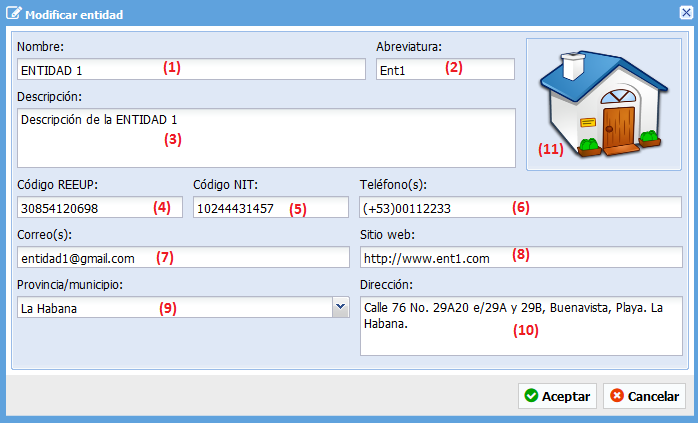 Modificar entidad
Nombre:
Abreviatura:
ENTIDAD 1 (1)
Ent1 (2)
Descripción:
Descripción de la ENTIDAD 1
(3)
(11)
Código REEUP:
Código NIT:
Teléfono(s):
30854120698 (4)
10244431457 (5)
(+53)00112233 (6)
Correo(s):
Sitio web:
entidad1@gmail.com (7)
http://www.ent1.com (8)
Provincia/municipio:
Dirección:
La Habana (9)
Calle 76 No. 29A20 e/29A y 29B, Buenavista, Playa. La
Habana.
(10)
Aceptar
Cancelar